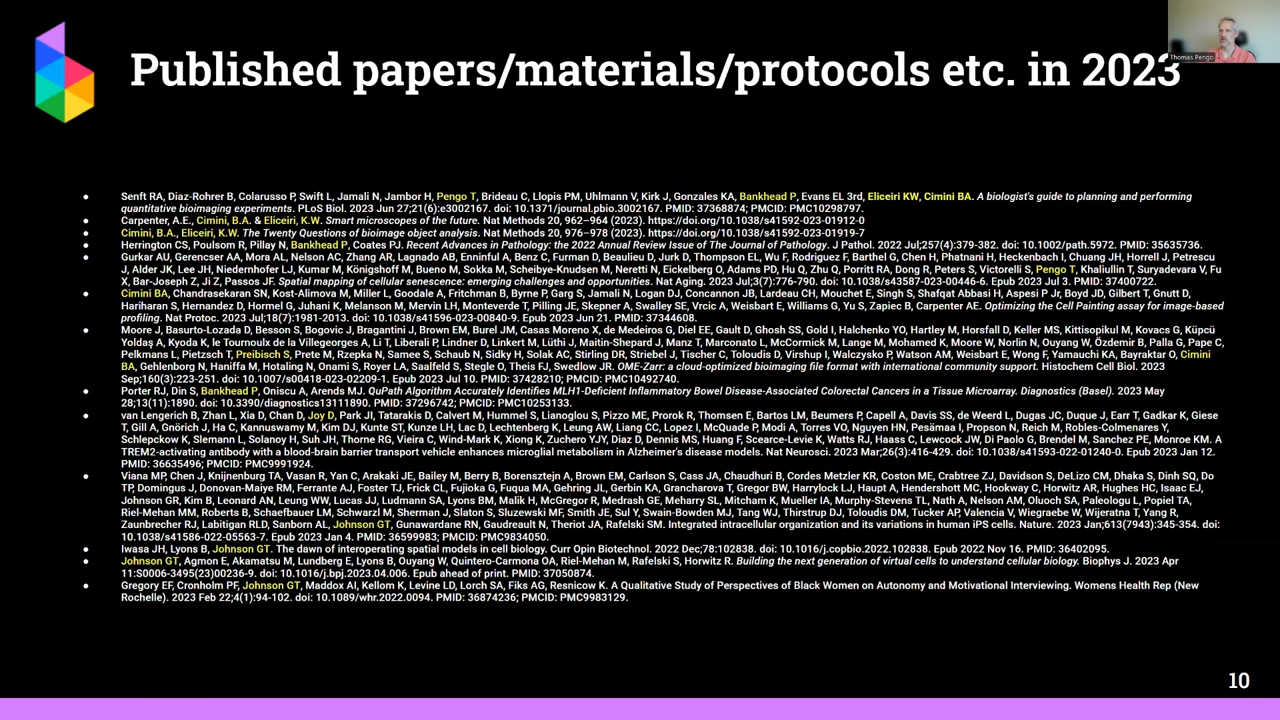 Published papers/materials/protocols etc. in 2023
Thomas Pengo
● Senft RA, Diaz-Rohrer B, Colarusso P, Swift L, Jamali N, Jambor H, Pengo T, Brideau C, Llopis PM, Uhlmann V, Kirk J, Gonzales KA, Bankhead P, Evans EL 3rd, Eliceiri KW, Cimini BA. A biologist's guide to planning and performing
quantitative bioimaging experiments. PLoS Biol. 2023 Jun 27;21(6):e3002167. doi: 10.1371/journal.pbio.3002167. PMID: 37368874; PMCID: PMC10298797.
● Carpenter, A.E., Cimini, B.A. & Eliceiri, K.W. Smart microscopes of the future. Nat Methods 20, 962–964 (2023). https://doi.org/10.1038/s41592-023-01912-0
● Cimini, B.A., Eliceiri, K.W. The Twenty Questions of bioimage object analysis. Nat Methods 20, 976–978 (2023). https://doi.org/10.1038/s41592-023-01919-7
● Herrington CS, Poulsom R, Pillay N, Bankhead P, Coates PJ. Recent Advances in Pathology: the 2022 Annual Review Issue of The Journal of Pathology. J Pathol. 2022 Jul;257(4):379-382. doi: 10.1002/path.5972. PMID: 35635736.
● Gurkar AU, Gerencser AA, Mora AL, Nelson AC, Zhang AR, Lagnado AB, Enninful A, Benz C, Furman D, Beaulieu D, Jurk D, Thompson EL, Wu F, Rodriguez F, Barthel G, Chen H, Phatnani H, Heckenbach I, Chuang JH, Horrell J, Petrescu
J, Alder JK, Lee JH, Niedernhofer LJ, Kumar M, Königshoff M, Bueno M, Sokka M, Scheibye-Knudsen M, Neretti N, Eickelberg O, Adams PD, Hu Q, Zhu Q, Porritt RA, Dong R, Peters S, Victorelli S, Pengo T, Khaliullin T, Suryadevara V, Fu
X, Bar-Joseph Z, Ji Z, Passos JF. Spatial mapping of cellular senescence: emerging challenges and opportunities. Nat Aging. 2023 Jul;3(7):776-790. doi: 10.1038/s43587-023-00446-6. Epub 2023 Jul 3. PMID: 37400722.
● Cimini BA, Chandrasekaran SN, Kost-Alimova M, Miller L, Goodale A, Fritchman B, Byrne P, Garg S, Jamali N, Logan DJ, Concannon JB, Lardeau CH, Mouchet E, Singh S, Shafqat Abbasi H, Aspesi P Jr, Boyd JD, Gilbert T, Gnutt D,
Hariharan S, Hernandez D, Hormel G, Juhani K, Melanson M, Mervin LH, Monteverde T, Pilling JE, Skepner A, Swalley SE, Vrcic A, Weisbart E, Williams G, Yu S, Zapiec B, Carpenter AE. Optimizing the Cell Painting assay for image-based
profiling. Nat Protoc. 2023 Jul;18(7):1981-2013. doi: 10.1038/s41596-023-00840-9. Epub 2023 Jun 21. PMID: 37344608.
● Moore J, Basurto-Lozada D, Besson S, Bogovic J, Bragantini J, Brown EM, Burel JM, Casas Moreno X, de Medeiros G, Diel EE, Gault D, Ghosh SS, Gold I, Halchenko YO, Hartley M, Horsfall D, Keller MS, Kittisopikul M, Kovacs G, Küpcü
Yoldaş A, Kyoda K, le Tournoulx de la Villegeorges A, Li T, Liberali P, Lindner D, Linkert M, Lüthi J, Maitin-Shepard J, Manz T, Marconato L, McCormick M, Lange M, Mohamed K, Moore W, Norlin N, Ouyang W, Özdemir B, Palla G, Pape C,
Pelkmans L, Pietzsch T, Preibisch S, Prete M, Rzepka N, Samee S, Schaub N, Sidky H, Solak AC, Stirling DR, Striebel J, Tischer C, Toloudis D, Virshup I, Walczysko P, Watson AM, Weisbart E, Wong F, Yamauchi KA, Bayraktar O, Cimini
BA, Gehlenborg N, Haniffa M, Hotaling N, Onami S, Royer LA, Saalfeld S, Stegle O, Theis FJ, Swedlow JR. OME-Zarr: a cloud-optimized bioimaging file format with international community support. Histochem Cell Biol. 2023
Sep;160(3):223-251. doi: 10.1007/s00418-023-02209-1. Epub 2023 Jul 10. PMID: 37428210; PMCID: PMC10492740.
● Porter RJ, Din S, Bankhead P, Oniscu A, Arends MJ. QuPath Algorithm Accurately Identifies MLH1-Deficient Inflammatory Bowel Disease-Associated Colorectal Cancers in a Tissue Microarray. Diagnostics (Basel). 2023 May
28;13(11):1890. doi: 10.3390/diagnostics13111890. PMID: 37296742; PMCID: PMC10253133.
● van Lengerich B, Zhan L, Xia D, Chan D, Joy D, Park JI, Tatarakis D, Calvert M, Hummel S, Lianoglou S, Pizzo ME, Prorok R, Thomsen E, Bartos LM, Beumers P, Capell A, Davis SS, de Weerd L, Dugas JC, Duque J, Earr T, Gadkar K, Giese
T, Gill A, Gnörich J, Ha C, Kannuswamy M, Kim DJ, Kunte ST, Kunze LH, Lac D, Lechtenberg K, Leung AW, Liang CC, Lopez I, McQuade P, Modi A, Torres VO, Nguyen HN, Pesämaa I, Propson N, Reich M, Robles-Colmenares Y,
Schlepckow K, Slemann L, Solanoy H, Suh JH, Thorne RG, Vieira C, Wind-Mark K, Xiong K, Zuchero YJY, Diaz D, Dennis MS, Huang F, Scearce-Levie K, Watts RJ, Haass C, Lewcock JW, Di Paolo G, Brendel M, Sanchez PE, Monroe KM. A
TREM2-activating antibody with a blood-brain barrier transport vehicle enhances microglial metabolism in Alzheimer's disease models. Nat Neurosci. 2023 Mar;26(3):416-429. doi: 10.1038/s41593-022-01240-0. Epub 2023 Jan 12.
PMID: 36635496; PMCID: PMC9991924.
● Viana MP, Chen J, Knijnenburg TA, Vasan R, Yan C, Arakaki JE, Bailey M, Berry B, Borensztejn A, Brown EM, Carlson S, Cass JA, Chaudhuri B, Cordes Metzler KR, Coston ME, Crabtree ZJ, Davidson S, DeLizo CM, Dhaka S, Dinh SQ, Do
TP, Domingus J, Donovan-Maiye RM, Ferrante AJ, Foster TJ, Frick CL, Fujioka G, Fuqua MA, Gehring JL, Gerbin KA, Grancharova T, Gregor BW, Harrylock LJ, Haupt A, Hendershott MC, Hookway C, Horwitz AR, Hughes HC, Isaac EJ,
Johnson GR, Kim B, Leonard AN, Leung WW, Lucas JJ, Ludmann SA, Lyons BM, Malik H, McGregor R, Medrash GE, Meharry SL, Mitcham K, Mueller IA, Murphy-Stevens TL, Nath A, Nelson AM, Oluoch SA, Paleologu L, Popiel TA,
Riel-Mehan MM, Roberts B, Schaefbauer LM, Schwarzl M, Sherman J, Slaton S, Sluzewski MF, Smith JE, Sul Y, Swain-Bowden MJ, Tang WJ, Thirstrup DJ, Toloudis DM, Tucker AP, Valencia V, Wiegraebe W, Wijeratna T, Yang R,
Zaunbrecher RJ, Labitigan RLD, Sanborn AL, Johnson GT, Gunawardane RN, Gaudreault N, Theriot JA, Rafelski SM. Integrated intracellular organization and its variations in human iPS cells. Nature. 2023 Jan;613(7943):345-354. doi:
10.1038/s41586-022-05563-7. Epub 2023 Jan 4. PMID: 36599983; PMCID: PMC9834050.
● Iwasa JH, Lyons B, Johnson GT. The dawn of interoperating spatial models in cell biology. Curr Opin Biotechnol. 2022 Dec;78:102838. doi: 10.1016/j.copbio.2022.102838. Epub 2022 Nov 16. PMID: 36402095.
● Johnson GT, Agmon E, Akamatsu M, Lundberg E, Lyons B, Ouyang W, Quintero-Carmona OA, Riel-Mehan M, Rafelski S, Horwitz R. Building the next generation of virtual cells to understand cellular biology. Biophys J. 2023 Apr
11:S0006-3495(23)00236-9. doi: 10.1016/j.bpj.2023.04.006. Epub ahead of print. PMID: 37050874.
● Gregory EF, Cronholm PF, Johnson GT, Maddox AI, Kellom K, Levine LD, Lorch SA, Fiks AG, Resnicow K. A Qualitative Study of Perspectives of Black Women on Autonomy and Motivational Interviewing. Womens Health Rep (New
Rochelle). 2023 Feb 22;4(1):94-102. doi: 10.1089/whr.2022.0094. PMID: 36874236; PMCID: PMC9983129.
10